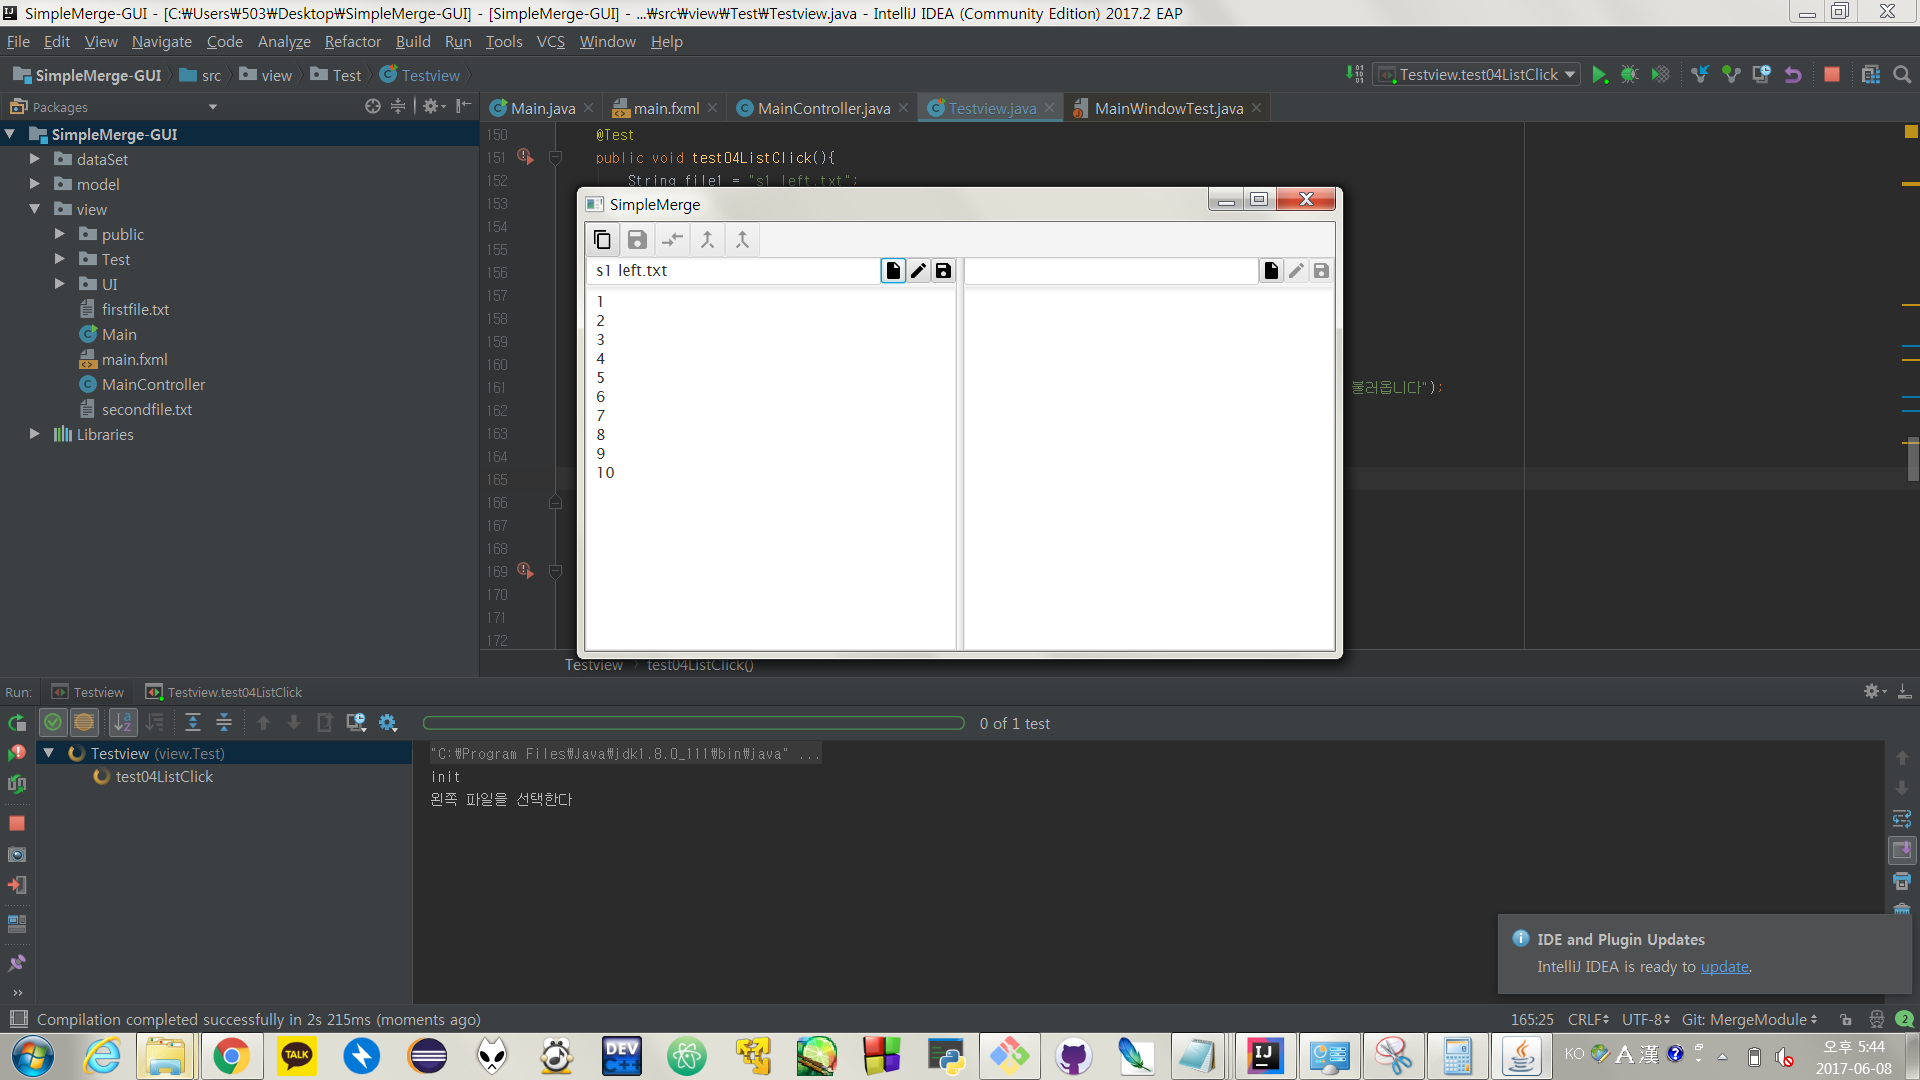 SimpleMerge-GUI - [C:￦Users￦503￦Desktop￦SimpleMerge-GUI] - [SimpleMerge-GUI] - ...￦src￦view￦Test￦Testview.java - IntelliJ IDEA (Community Edition) 2017.2 EAP
File Edit View Navigate Code Analyze Refactor Build Run Tools VCS Window Help
SimpleMerge-GUI src view Test Testview
Testview.test04ListClick
Packages
Main.java main.fxml MainController.java Testview.java MainWindowTest.java
SimpleMerge-GUI
dataSet
model
view
public
Test
UI
firstfile.txt
Main
main.fxml
MainController
secondfile.txt
Libraries
150 @Test
151 public void test04ListClick(){
152 String file1 = "s1 left.txt";
153
154
155
156
157
158
159
160
161 불러옵니다");
162
163
164
165
166
167
168
169
170
171
172
SimpleMerge
s1 left.txt
1
2
3
4
5
6
7
8
9
10
Testview test04ListClick()
Run: Testview Testview.test04ListClick
0 of 1 test
Testview (view.Test)
test04ListClick
"C:￦Program Files￦Java￦jdk1.8.0_111￦bin￦java" ...
init
왼쪽 파일을 선택한다
IDE and Plugin Updates
IntelliJ IDEA is ready to update.
Compilation completed successfully in 2s 215ms (moments ago)
165:25 CRLF UTF-8 Git: MergeModule 2
TALK
DEV C++
IJ
KO A 漢
오후 5:44
2017-06-08